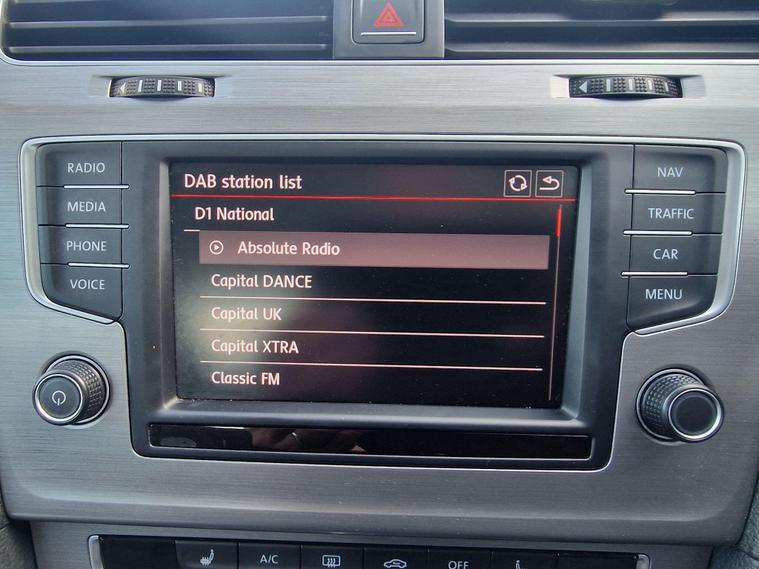 RADIO
MEDIA
PHONE
VOICE
DAB station list
D1 National
Absolute Radio
Capital DANCE
Capital UK
Capital XTRA
Classic FM
NAV
TRAFFIC
CAR
MENU
A/C
OFF